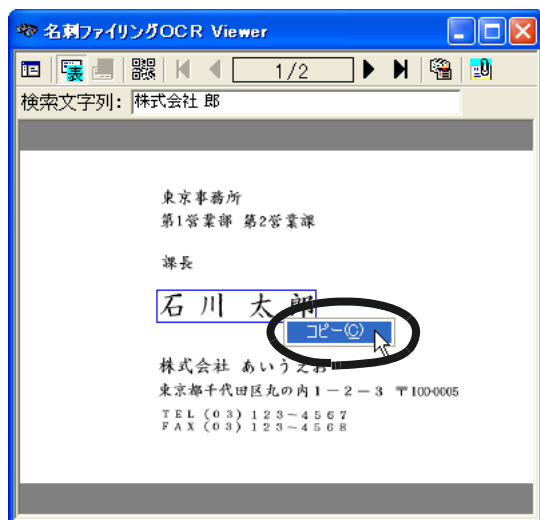 名刺ファイリングOCR Viewer
表
1/2
検索文字列: 株式会社 郎
東京事務所
第1営業部 第2営業課
課長
石川 太郎
コピー(C)
株式会社 あいうえお
東京都千代田区丸の内1-2-3 〒100-0005
TEL (03) 123-4567
FAX (03) 123-4568